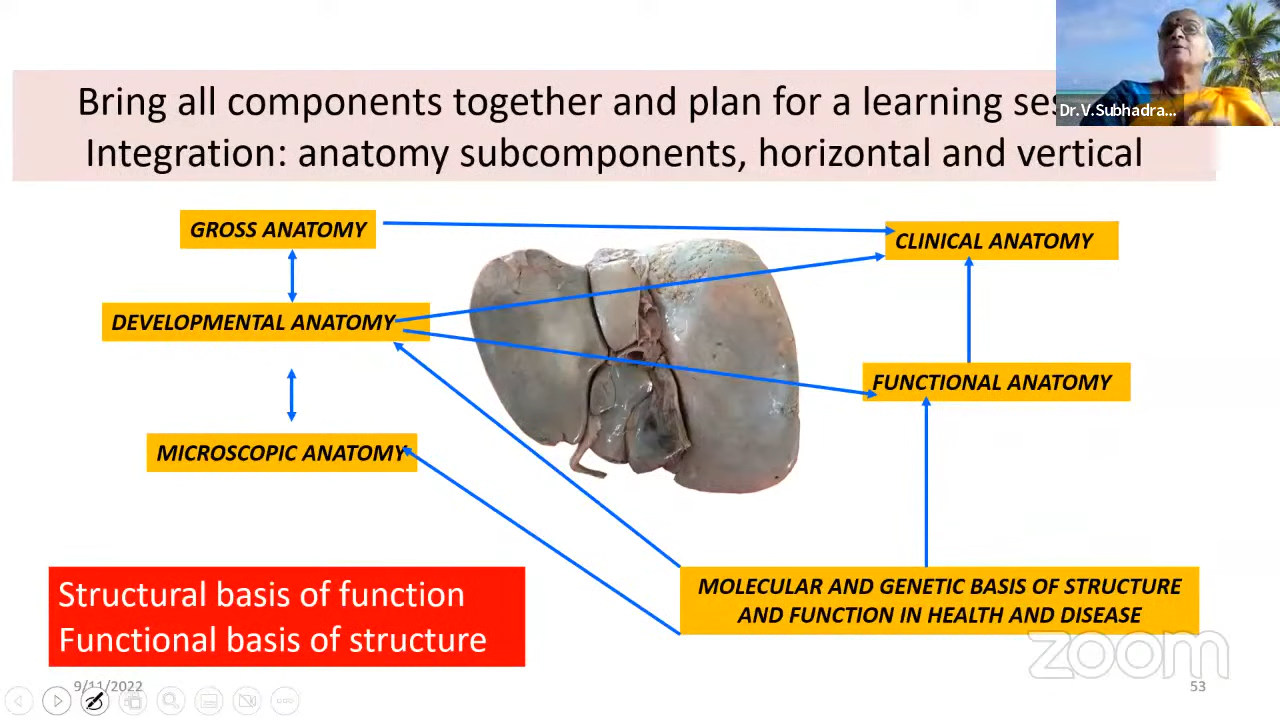 Bring all components together and plan for a learning
Dr.V.Subhadra...
Integration: anatomy subcomponents, horizontal and vertical
GROSS ANATOMY
CLINICAL ANATOMY
DEVELOPMENTAL ANATOMY
FUNCTIONAL ANATOMY
MICROSCOPIC ANATOMY
Structural basis of function
Functional basis of structure
MOLECULAR AND GENETIC BASIS OF STRUCTURE
AND FUNCTION IN HEALTH AND DISEASE
zoom
9/11/2022
53